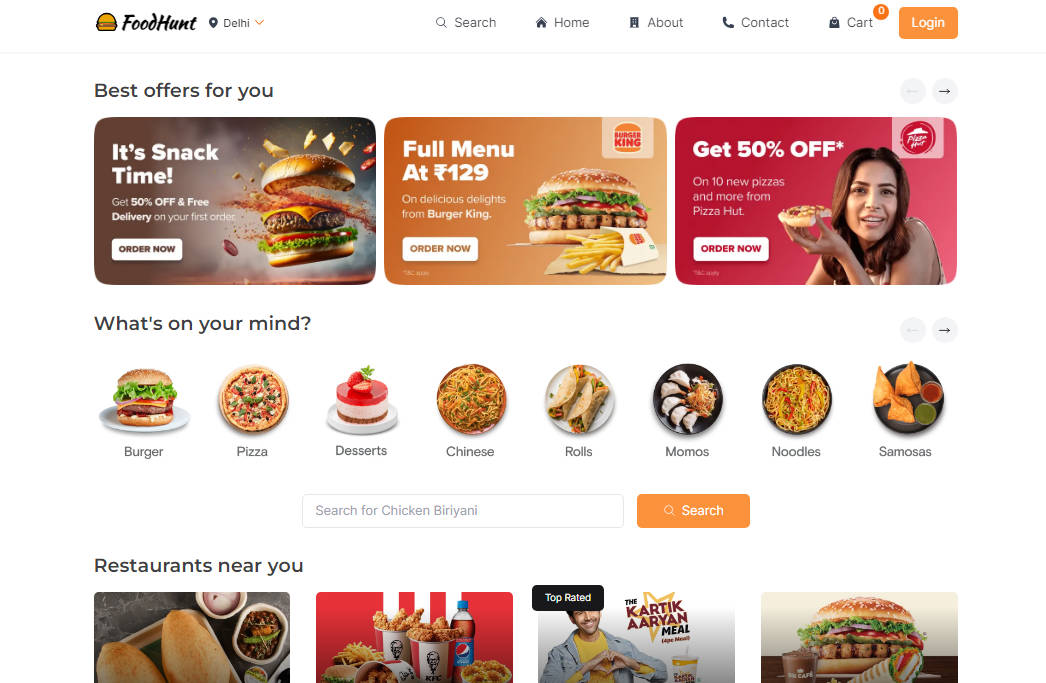 FoodHunt
Delhi
Search
Home
About
Contact
Cart
0
Login
Best offers for you
← →
It's Snack
Time!
Get 50% OFF & Free
Delivery on your first order.
ORDER NOW
BURGER
KING
Full Menu
At ₹129
On delicious delights
from Burger King.
ORDER NOW
*T&C apply
Pizza
Hut
Get 50% OFF*
On 10 new pizzas
and more from
Pizza Hut.
ORDER NOW
*T&C apply
What's on your mind?
← →
Burger
Pizza
Desserts
Chinese
Rolls
Momos
Noodles
Samosas
Search for Chicken Biriyani
Search
Restaurants near you
KFC
KFC
Top Rated
THE
KARTIK
AARYAN
MEAL
(4pc Meal)